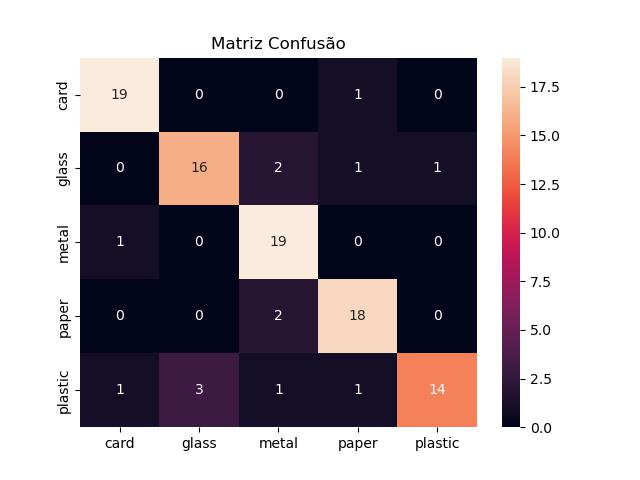 Matriz Confusão
card 19 0 0 1 0
glass 0 16 2 1 1
metal 1 0 19 0 0
paper 0 0 2 18 0
plastic 1 3 1 1 14
card glass metal paper plastic
17.5
15.0
12.5
10.0
7.5
5.0
2.5
0.0